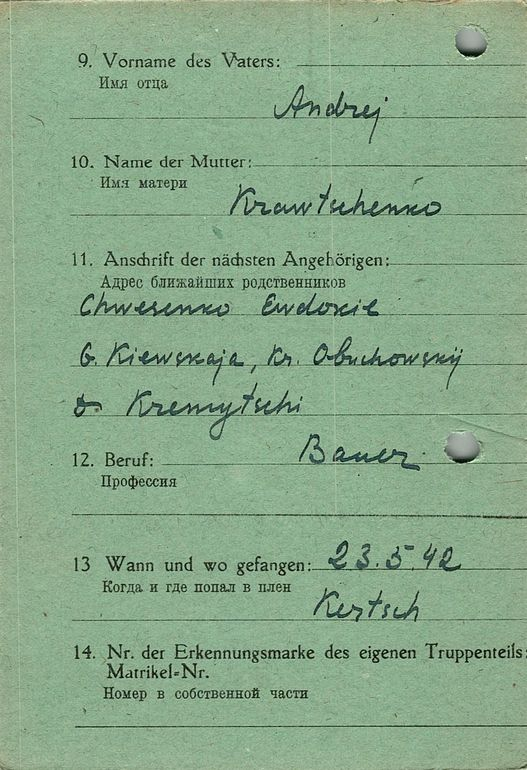 9. Vorname des Vaters:
Имя отца
Andrej
10. Name der Mutter:
Имя матери
Krawtschenko
11. Anschrift der nächsten Angehörigen:
Адрес ближайших родственников
Chwesenko Ewdokie
G. Kiewskaja, Kr. Obuchowskij
D. Kremytschi
12. Beruf:
Bauer
Профессия
13 Wann und wo gefangen: 23.5.42
Когда и где попал в плен
Kertsch
14. Nr. der Erkennungsmarke des eigenen Truppenteils:
Matrikel-Nr.
Номер в собственной части